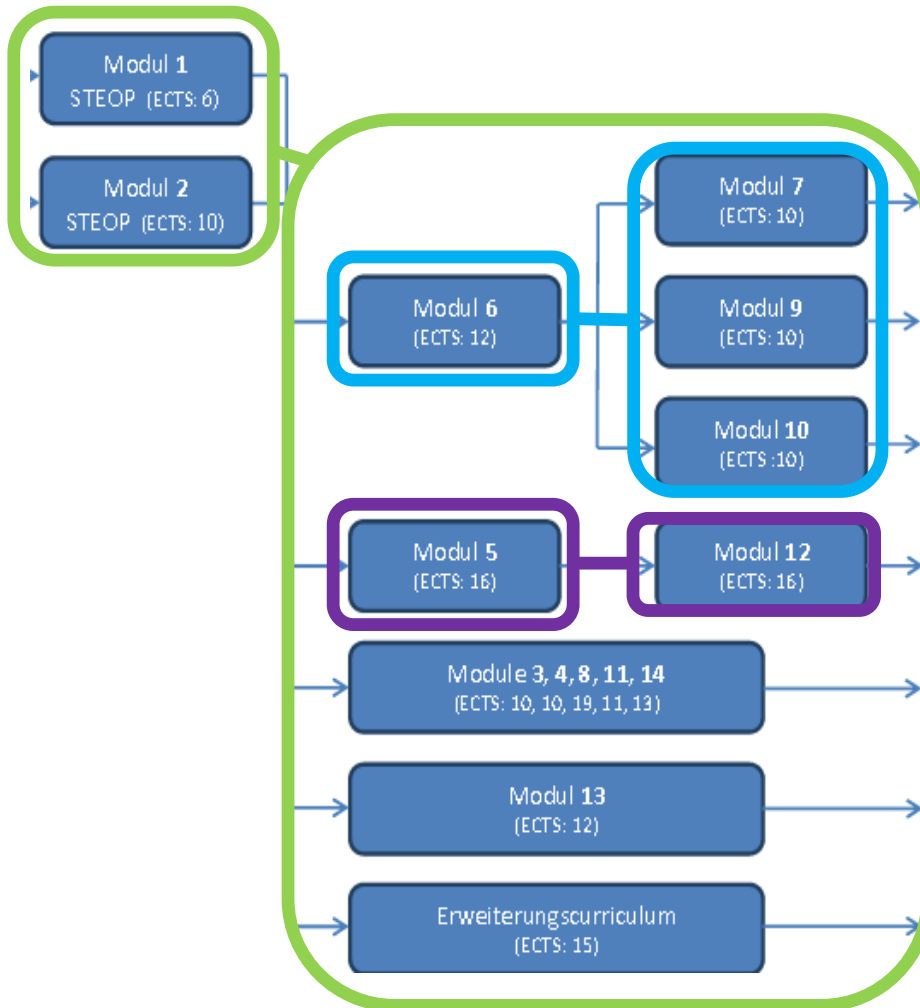 Modul 1
STEOP (ECTS: 6)
Modul 2
STEOP (ECTS: 10)
Modul 6
(ECTS: 12)
Modul 7
(ECTS: 10)
Modul 9
(ECTS: 10)
Modul 10
(ECTS :10)
Modul 5
(ECTS: 16)
Modul 12
(ECTS: 16)
Module 3, 4, 8, 11, 14
(ECTS: 10, 10, 19, 11, 13)
Modul 13
(ECTS: 12)
Erweiterungscurriculum
(ECTS: 15)